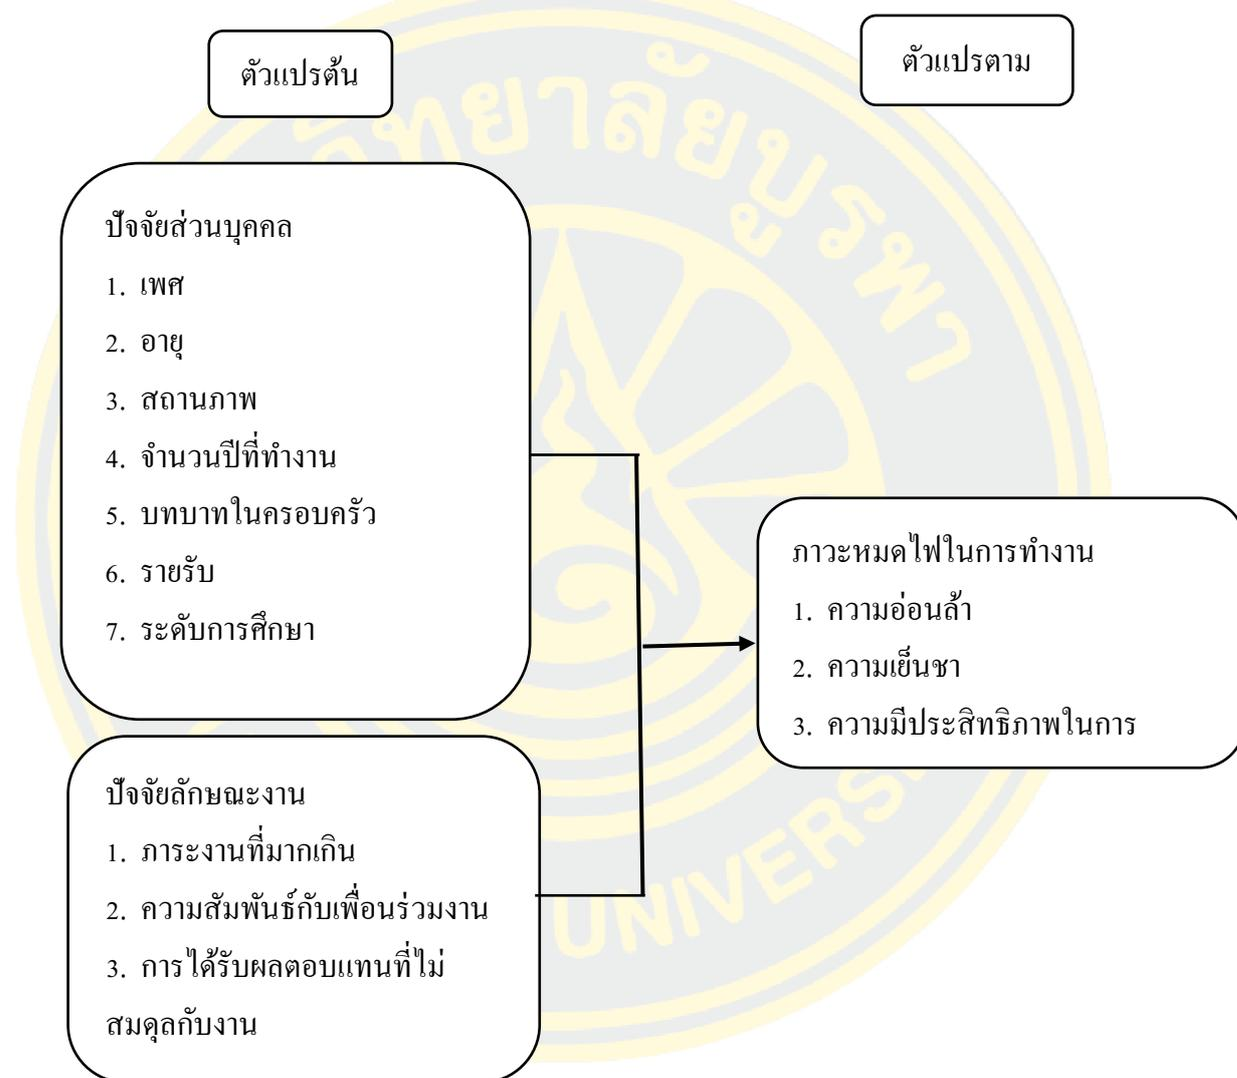 ตัวแปรต้น
ตัวแปรตาม
ปัจจัยส่วนบุคคล
1. เพศ
2. อายุ
3. สถานภาพ
4. จำนวนปีที่ทำงาน
5. บทบาทในครอบครัว
6. รายรับ
7. ระดับการศึกษา
ภาวะหมดไฟในการทำงาน
1. ความอ่อนล้า
2. ความเย็นชา
3. ความมีประสิทธิภาพในการ
ปัจจัยลักษณะงาน
1. ภาระงานที่มากเกิน
2. ความสัมพันธ์กับเพื่อนร่วมงาน
3. การได้รับผลตอบแทนที่ไม่
สมดุลกับงาน